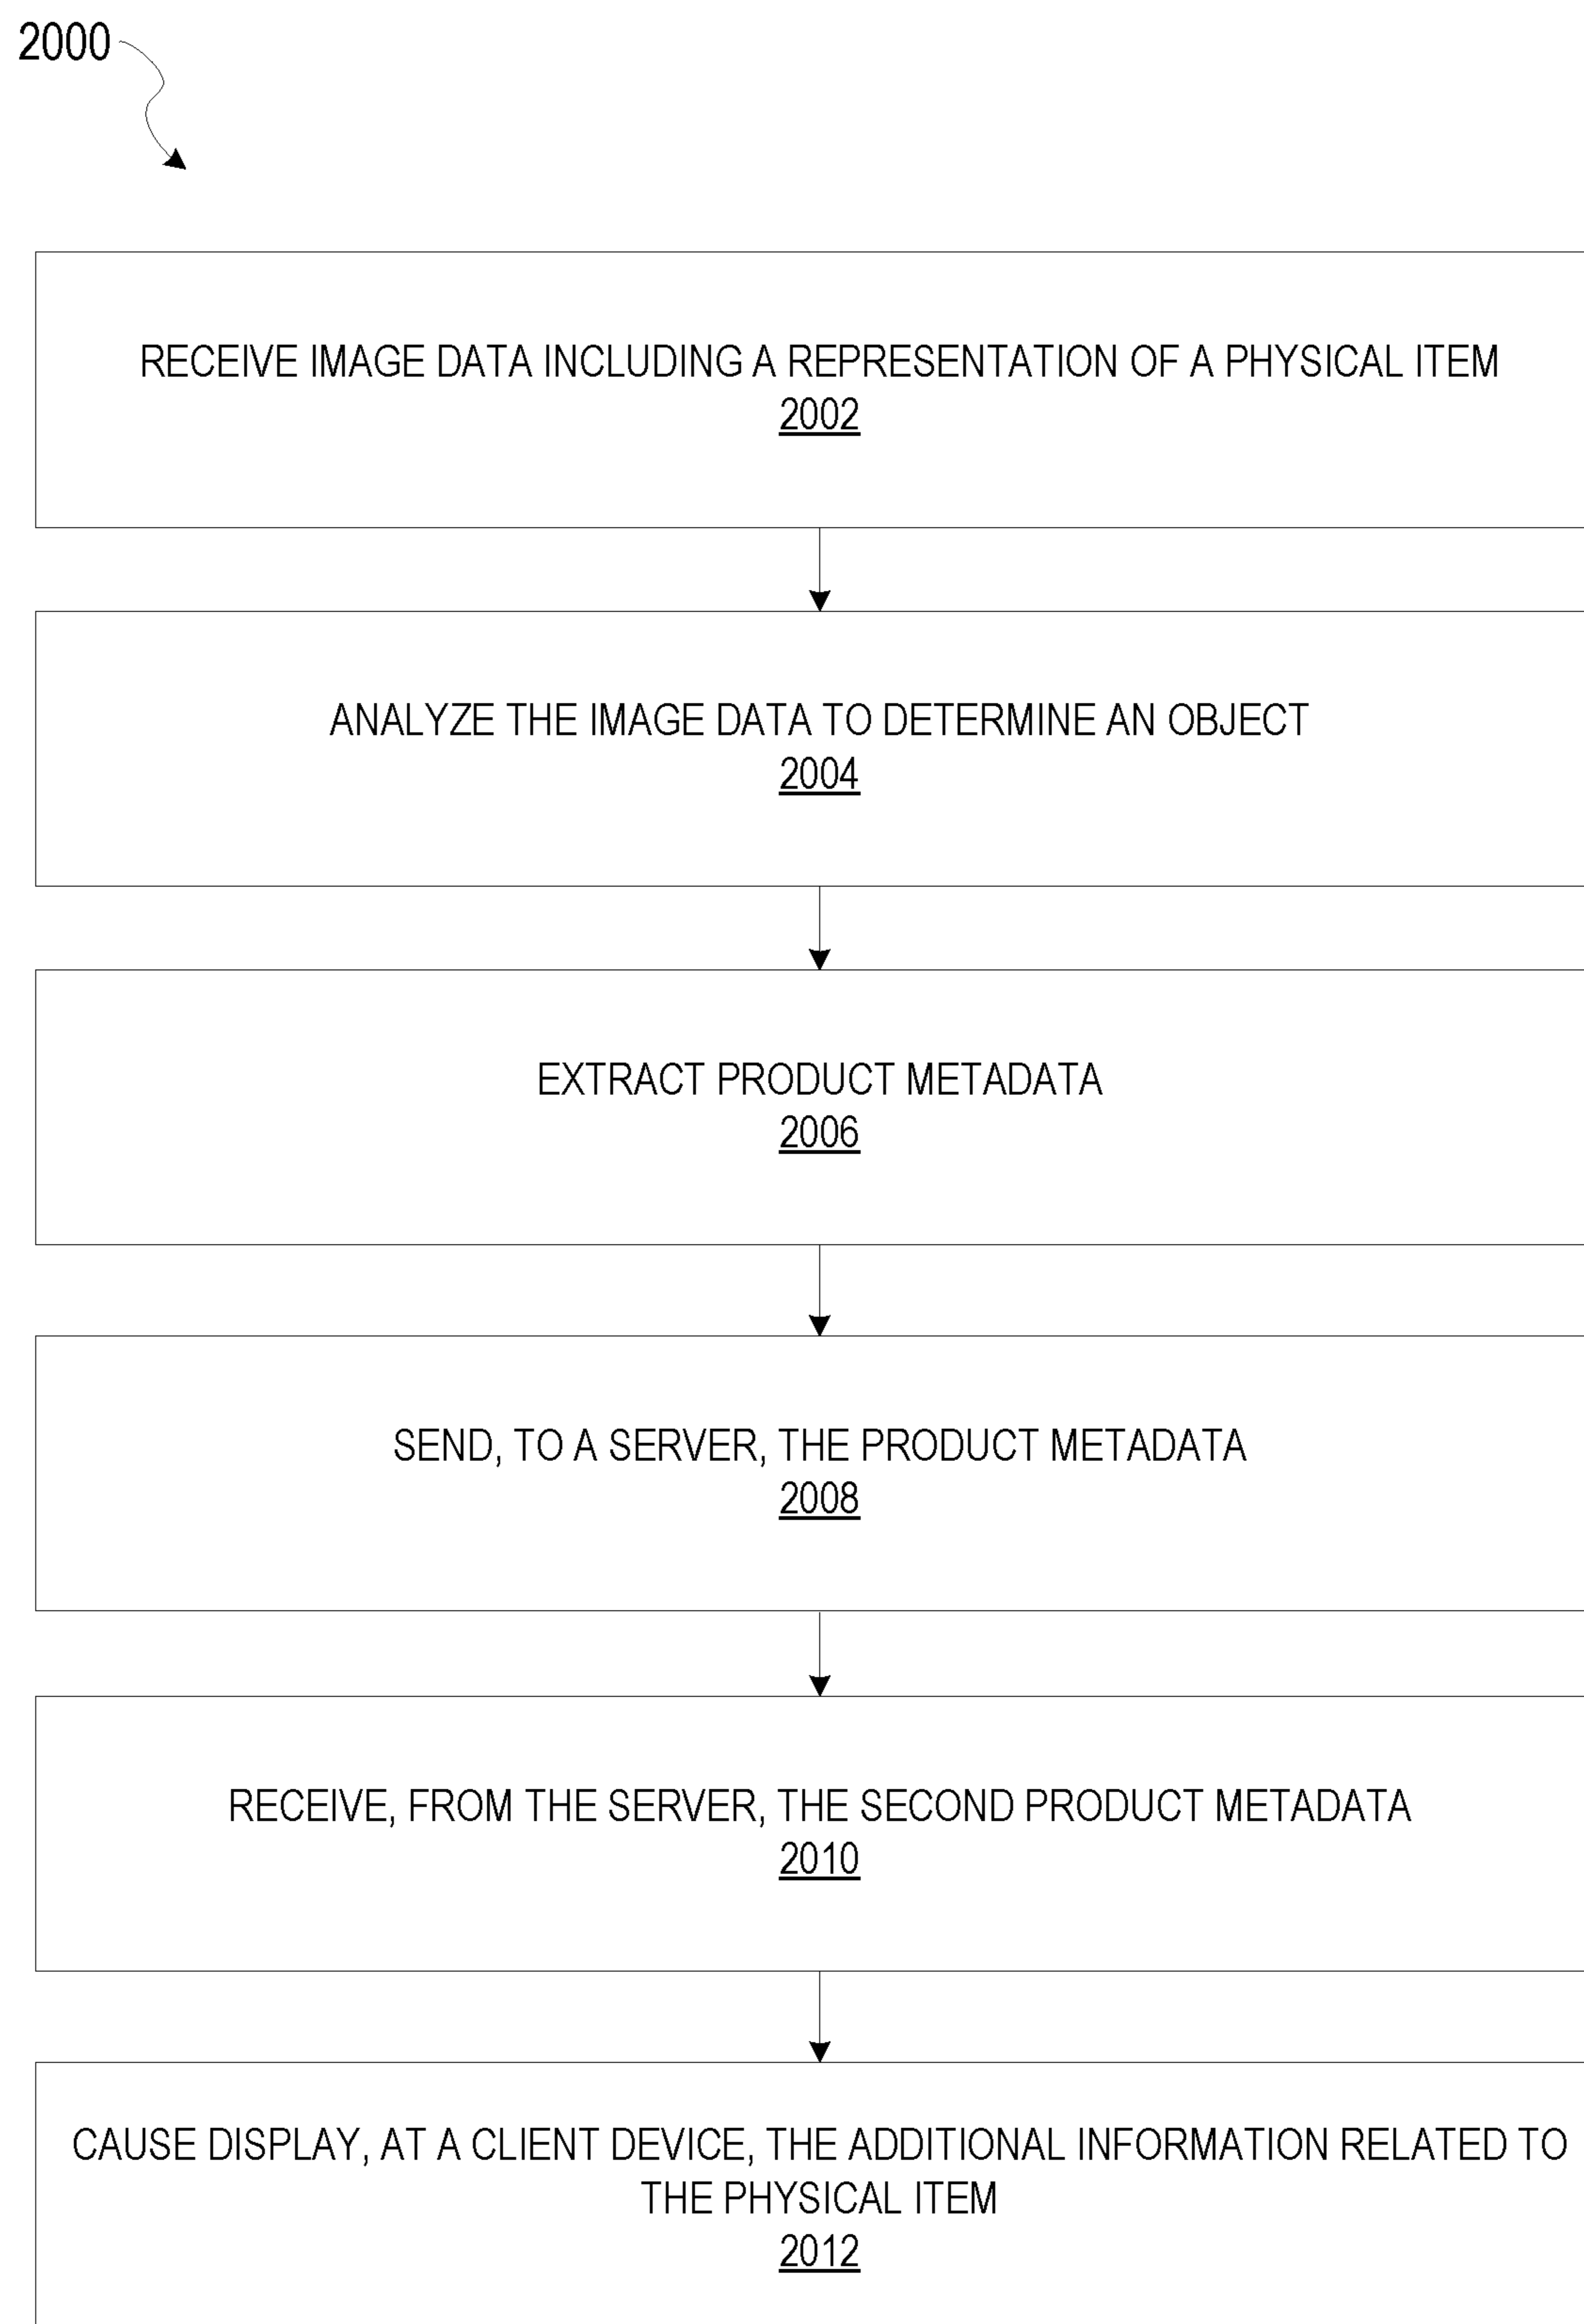 2000
RECEIVE IMAGE DATA INCLUDING A REPRESENTATION OF A PHYSICAL ITEM
2002
ANALYZE THE IMAGE DATA TO DETERMINE AN OBJECT
2004
EXTRACT PRODUCT METADATA
2006
SEND, TO A SERVER, THE PRODUCT METADATA
2008
RECEIVE, FROM THE SERVER, THE SECOND PRODUCT METADATA
2010
CAUSE DISPLAY, AT A CLIENT DEVICE, THE ADDITIONAL INFORMATION RELATED TO
THE PHYSICAL ITEM
2012